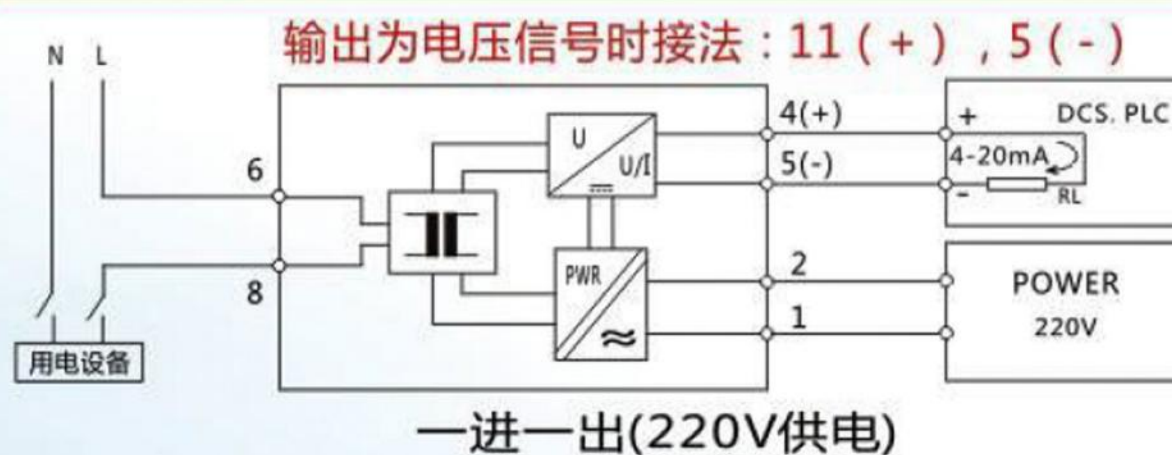 输出为电压信号时接法：11(+)，5(-)
N L
6
8
用电设备
U
U/I
PWR
4(+)
5(-)
2
1
+ DCS. PLC
4-20mA
- RL
POWER
220V
一进一出(220V供电)